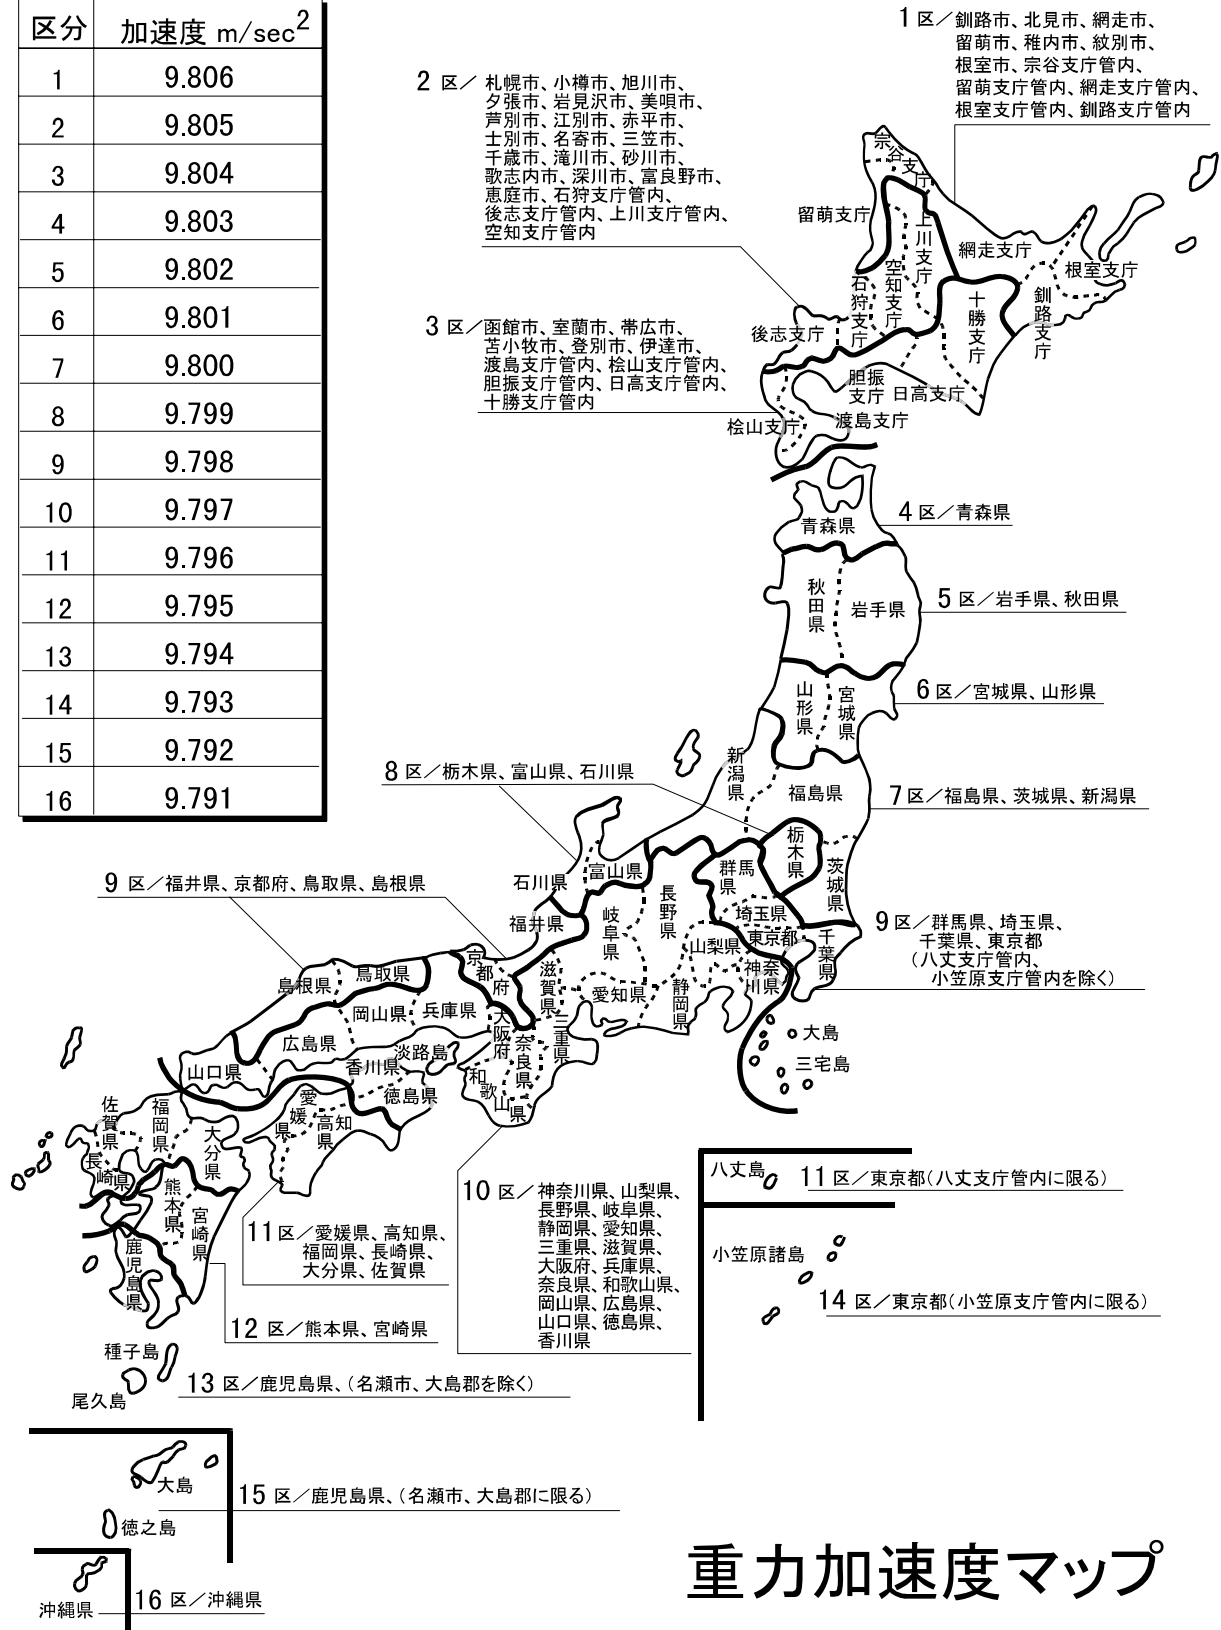 区分 加速度 m/sec2
1 9.806
2 9.805
3 9.804
4 9.803
5 9.802
6 9.801
7 9.800
8 9.799
9 9.798
10 9.797
11 9.796
12 9.795
13 9.794
14 9.793
15 9.792
16 9.791
1区／釧路市、北見市、網走市、
留萌市、稚内市、紋別市、
根室市、宗谷支庁管内、
留萌支庁管内、網走支庁管内、
根室支庁管内、釧路支庁管内
2 区／ 札幌市、小樽市、旭川市、
夕張市、岩見沢市、美唄市、
芦別市、江別市、赤平市、
士別市、名寄市、三笠市、
千歳市、滝川市、砂川市、
歌志内市、深川市、富良野市、
恵庭市、石狩支庁管内、
後志支庁管内、上川支庁管内、
空知支庁管内
3 区／函館市、室蘭市、帯広市、
苫小牧市、登別市、伊達市、
渡島支庁管内、桧山支庁管内、
胆振支庁管内、日高支庁管内、
十勝支庁管内
宗谷支庁
留萌支庁
上川支庁
網走支庁
根室支庁
空知支庁
石狩支庁
十勝支庁
釧路支庁
後志支庁
胆振
支庁
日高支庁
渡島支庁
桧山支庁
4 区／青森県
青森県
5 区／岩手県、秋田県
秋田県
岩手県
6 区／宮城県、山形県
山形県
宮城県
7 区／福島県、茨城県、新潟県
新潟県
福島県
8 区／栃木県、富山県、石川県
栃木県
茨城県
群馬
県
富山県
石川県
長野県
9 区／福井県、京都府、鳥取県、島根県
福井県
岐阜県
埼玉県
東京都
千葉県
山梨県
神奈
川県
9 区／群馬県、埼玉県、
千葉県、東京都
(八丈支庁管内、
小笠原支庁管内を除く)
京都府
滋賀県
愛知県
静岡県
鳥取県
島根県
岡山県
兵庫県
大阪府
奈良県
三重県
広島県
淡路島
香川県
山口県
徳島県
和歌山県
愛媛県
高知
県
大島
三宅島
佐賀県
福岡県
大分県
長崎県
熊本県
宮崎県
鹿児島県
八丈島
11 区／東京都(八丈支庁管内に限る)
小笠原諸島
14 区／東京都(小笠原支庁管内に限る)
10 区／神奈川県、山梨県、
長野県、岐阜県、
静岡県、愛知県、
三重県、滋賀県、
大阪府、兵庫県、
奈良県、和歌山県、
岡山県、広島県、
山口県、徳島県、
香川県
11 区／愛媛県、高知県、
福岡県、長崎県、
大分県、佐賀県
12 区／熊本県、宮崎県
種子島
尾久島
13 区／鹿児島県、(名瀬市、大島郡を除く)
大島
15 区／鹿児島県、(名瀬市、大島郡に限る)
徳之島
沖縄県
16 区／沖縄県
重力加速度マップ